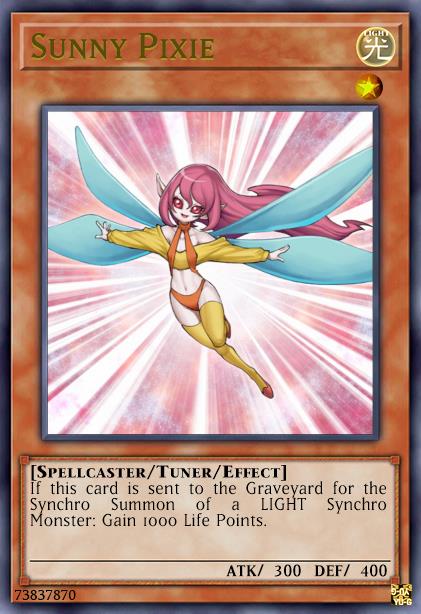 Sunny Pixie
LIGHT
光
[Spellcaster/Tuner/Effect]
If this card is sent to the Graveyard for the
Synchro Summon of a LIGHT Synchro
Monster: Gain 1000 Life Points.
ATK/ 300 DEF/ 400
73837870